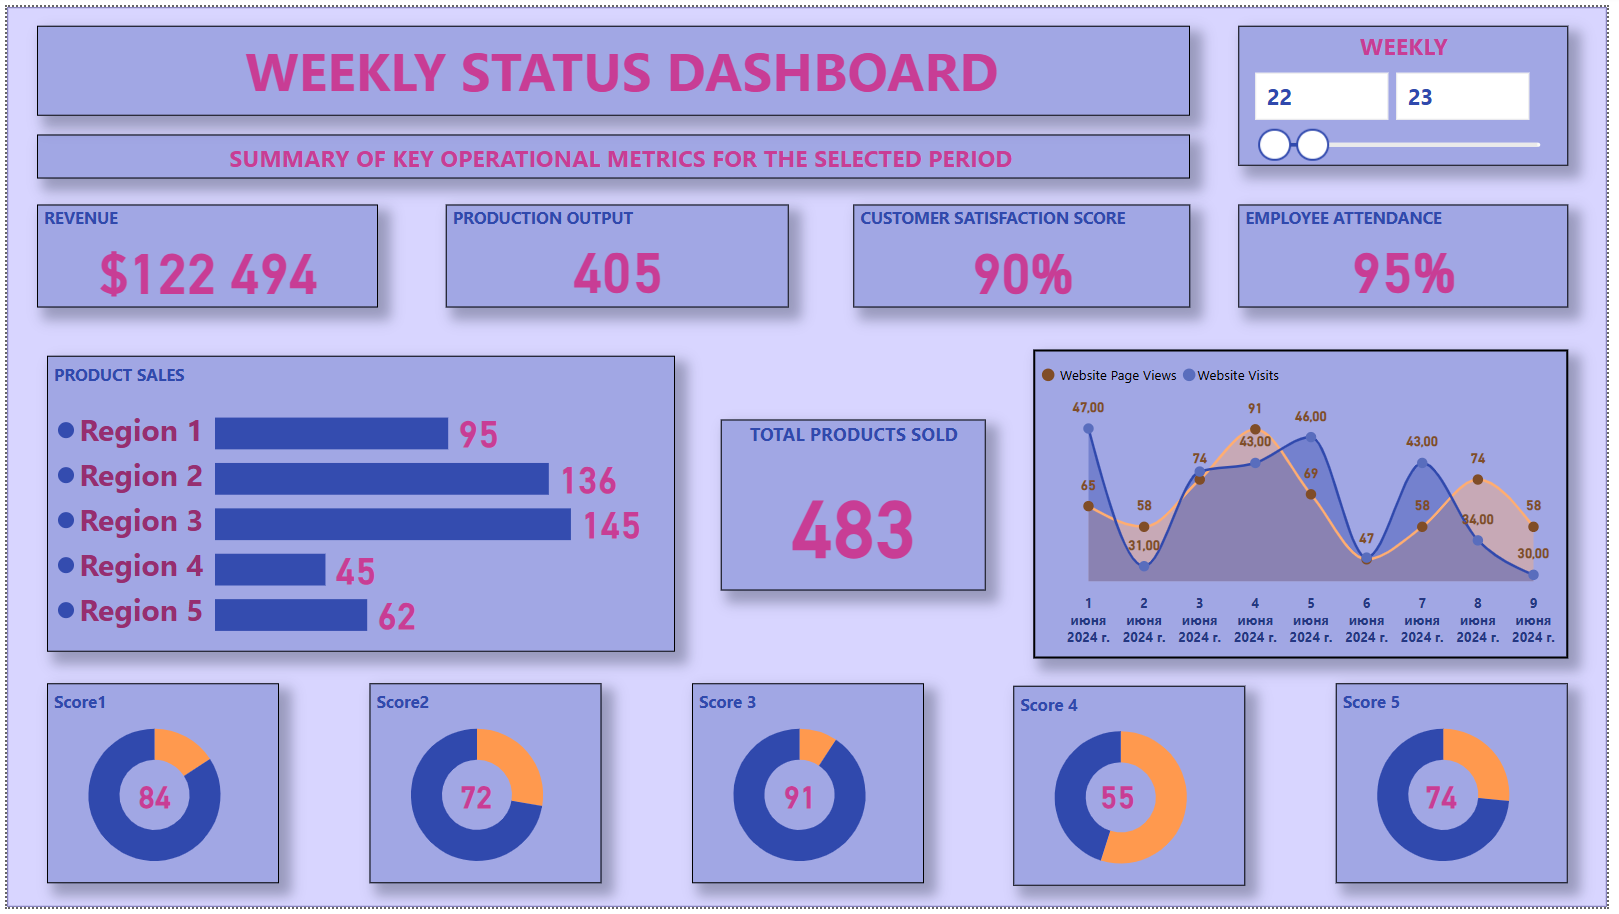 WEEKLY STATUS DASHBOARD
WEEKLY
22 23
SUMMARY OF KEY OPERATIONAL METRICS FOR THE SELECTED PERIOD
REVENUE
$122 494
PRODUCTION OUTPUT
405
CUSTOMER SATISFACTION SCORE
90%
EMPLOYEE ATTENDANCE
95%
PRODUCT SALES
Region 1 95
Region 2 136
Region 3 145
Region 4 45
Region 5 62
TOTAL PRODUCTS SOLD
483
Website Page Views Website Visits
47,00
65
58
31,00
74
91
43,00
46,00
69
47
43,00
58
74
34,00
58
30,00
1 2 3 4 5 6 7 8 9
июня июня июня июня июня июня июня июня июня
2024 г. 2024 г. 2024 г. 2024 г. 2024 г. 2024 г. 2024 г. 2024 г. 2024 г.
Score1
84
Score2
72
Score 3
91
Score 4
55
Score 5
74